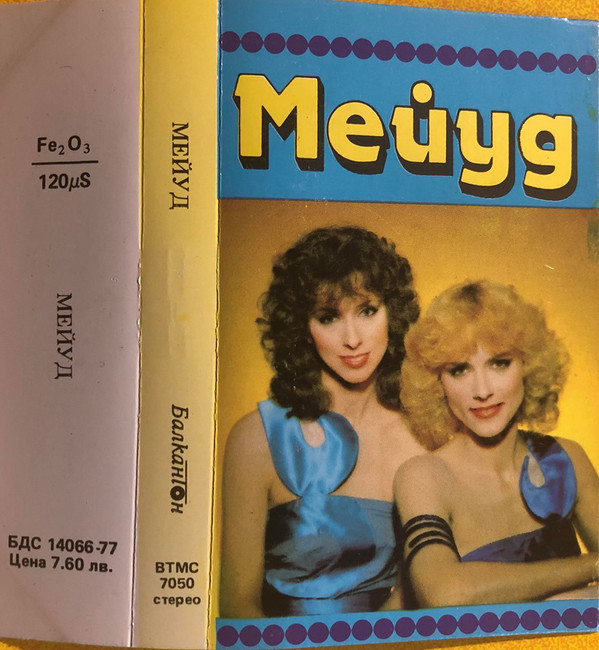 Fe₂O₃
120µS
МЕЙУД
БДС 14066-77
Цена 7.60 лв.
МЕЙУД
Балкантон
ВТМС
7050
стерео
Мейуд